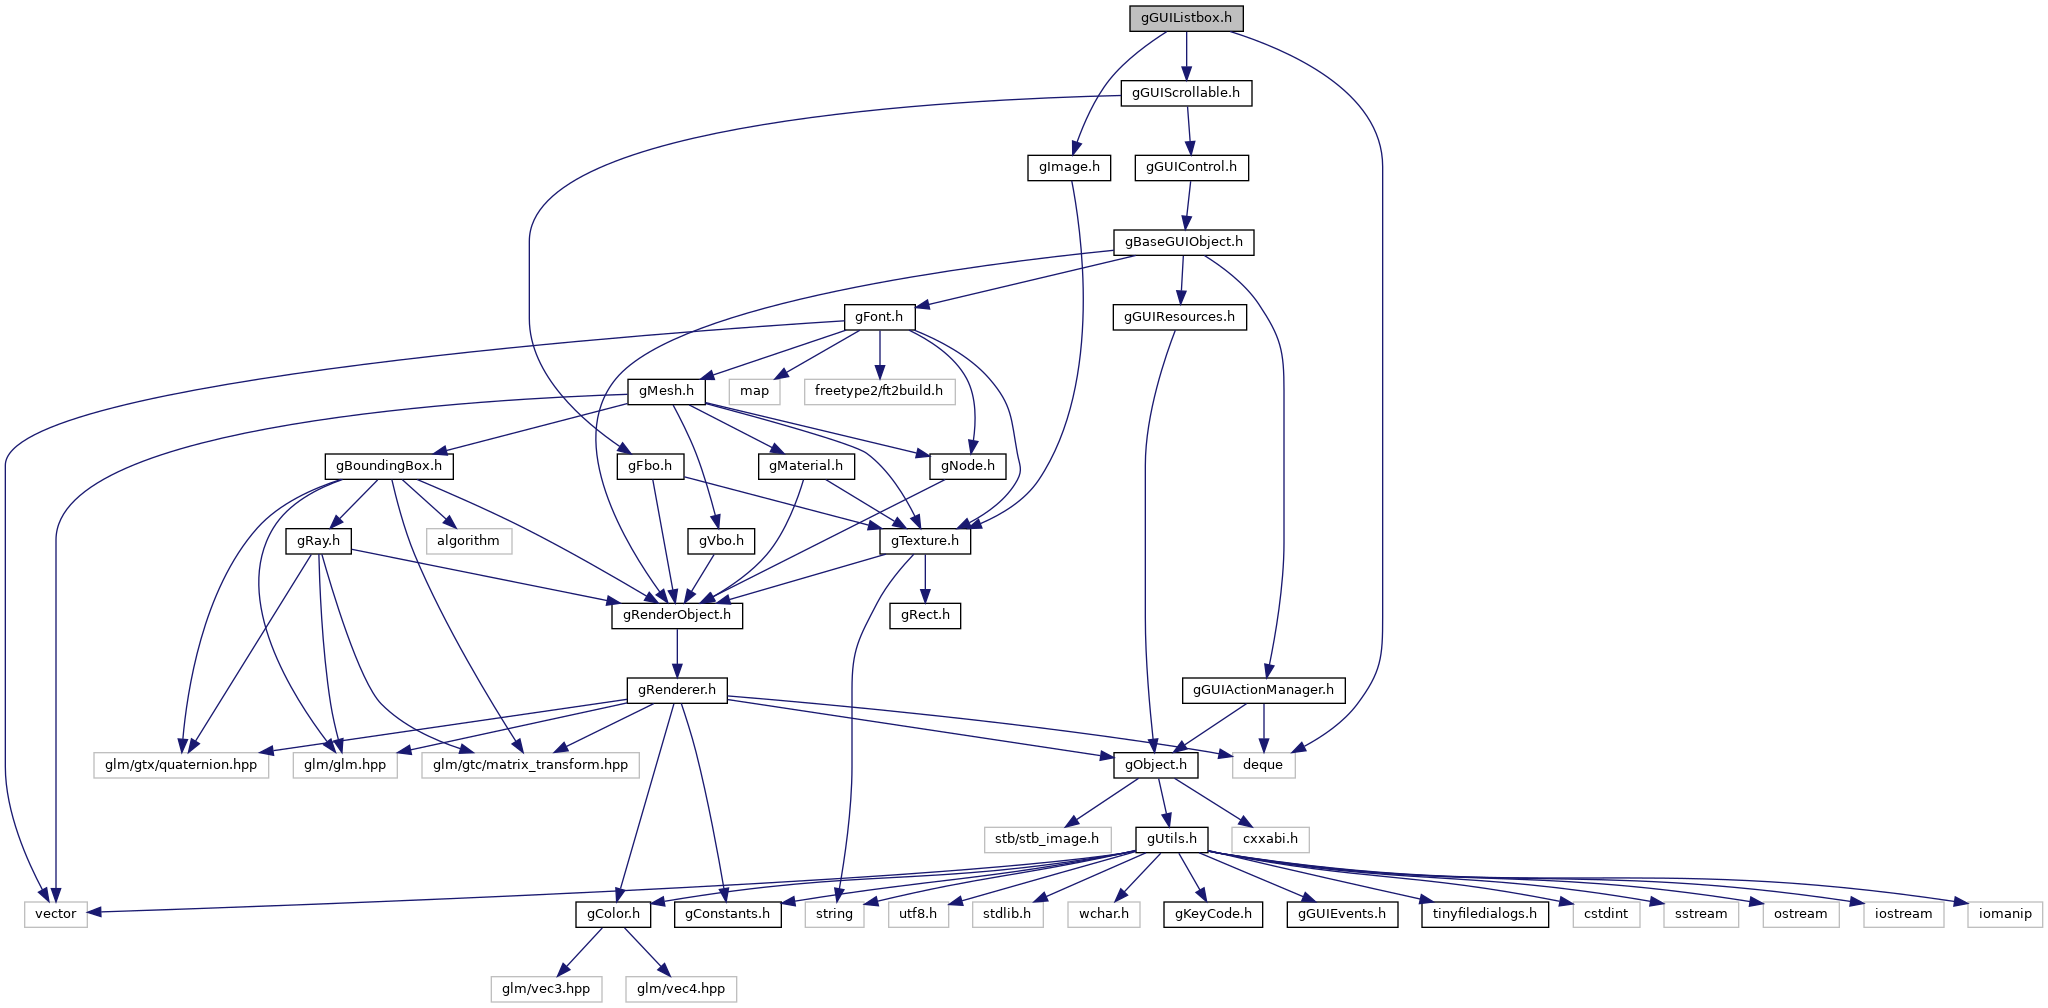 gGUIListbox.h
gGUIScrollable.h
gImage.h
gGUIControl.h
gBaseGUIObject.h
gFont.h
gGUIResources.h
gMesh.h
map
freetype2/ft2build.h
gBoundingBox.h
gFbo.h
gMaterial.h
gNode.h
gRay.h
algorithm
gVbo.h
gTexture.h
gRenderObject.h
gRect.h
gRenderer.h
gGUIActionManager.h
glm/gtx/quaternion.hpp
glm/glm.hpp
glm/gtc/matrix_transform.hpp
gObject.h
deque
stb/stb_image.h
gUtils.h
cxxabi.h
vector
gColor.h
gConstants.h
string
utf8.h
stdlib.h
wchar.h
gKeyCode.h
gGUIEvents.h
tinyfiledialogs.h
cstdint
sstream
ostream
iostream
iomanip
glm/vec3.hpp
glm/vec4.hpp